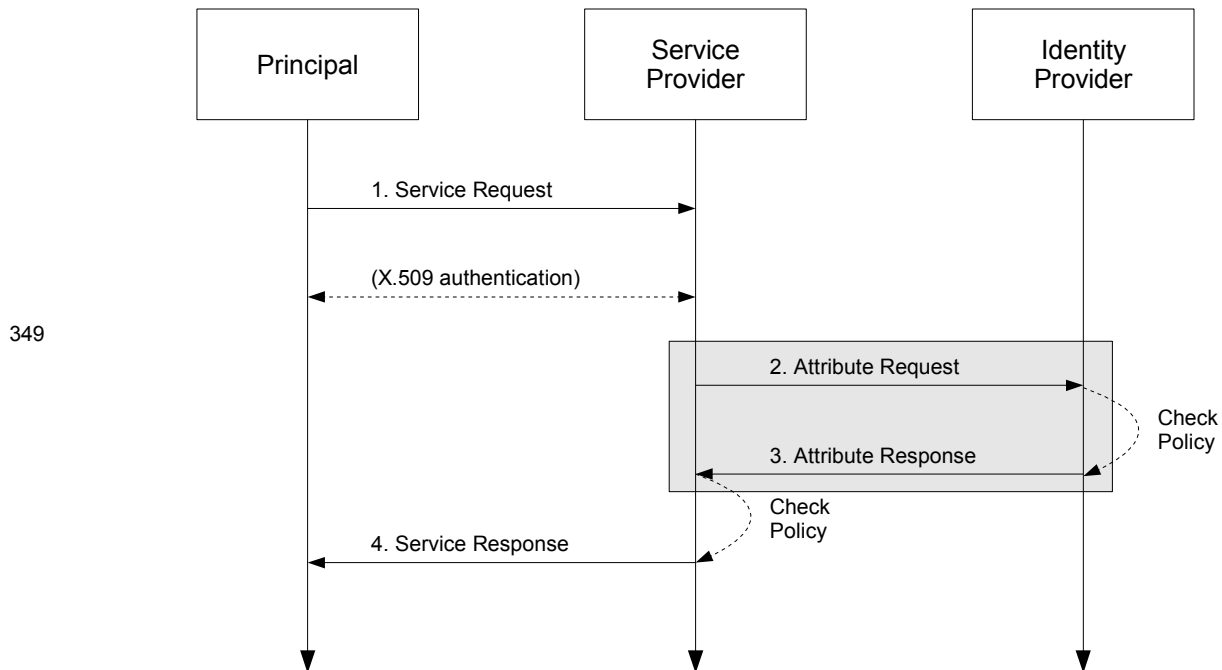 Principal
Service
Provider
Identity
Provider
1. Service Request
(X.509 authentication)
349
2. Attribute Request
Check
Policy
3. Attribute Response
Check
Policy
4. Service Response